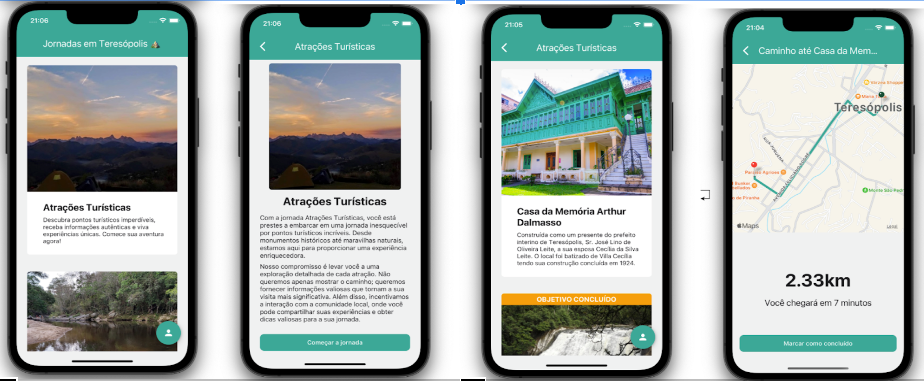 21:06
Jornadas em Teresópolis
Atrações Turísticas
Descubra pontos turísticos imperdíveis,
receba informações autênticas e viva
experiências únicas. Comece sua aventura
agora!
21:06
Atrações Turísticas
Atrações Turísticas
Com a jornada Atrações Turísticas, você está
prestes a embarcar em uma jornada inesquecível
por pontos turísticos incríveis. Desde
monumentos históricos até maravilhas naturais,
estamos aqui para proporcionar uma experiência
enriquecedora.
Nosso compromisso é levar você a uma
exploração detalhada de cada atração. Não
queremos apenas mostrar o caminho; queremos
fornecer informações valiosas que tornam a sua
visita mais significativa. Além disso, incentivamos
a interação com a comunidade local, onde você
pode compartilhar suas experiências e obter
dicas valiosas para a sua jornada.
Começar a jornada
21:05
Atrações Turísticas
Casa da Memória Arthur
Dalmasso
Construída como um presente do prefeito
interino de Teresópolis, Sr. José Lino de
Oliveira Leite, a sua esposa Cecília da Silva
Leite. O local foi batizado de Villa Cecília
tendo sua construção concluída em 1924.
OBJETIVO CONCLUÍDO
21:04
Caminho até Casa da Mem...
Teresópolis
Maps
2.33km
Você chegará em 7 minutos
Marcar como concluído